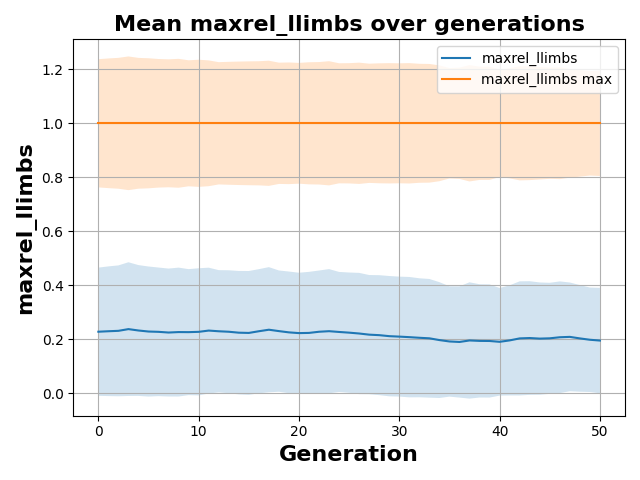 Mean maxrel_llimbs over generations
maxrel_llimbs
maxrel_llimbs max
maxrel_llimbs
1.2
1.0
0.8
0.6
0.4
0.2
0.0
0 10 20 30 40 50
Generation